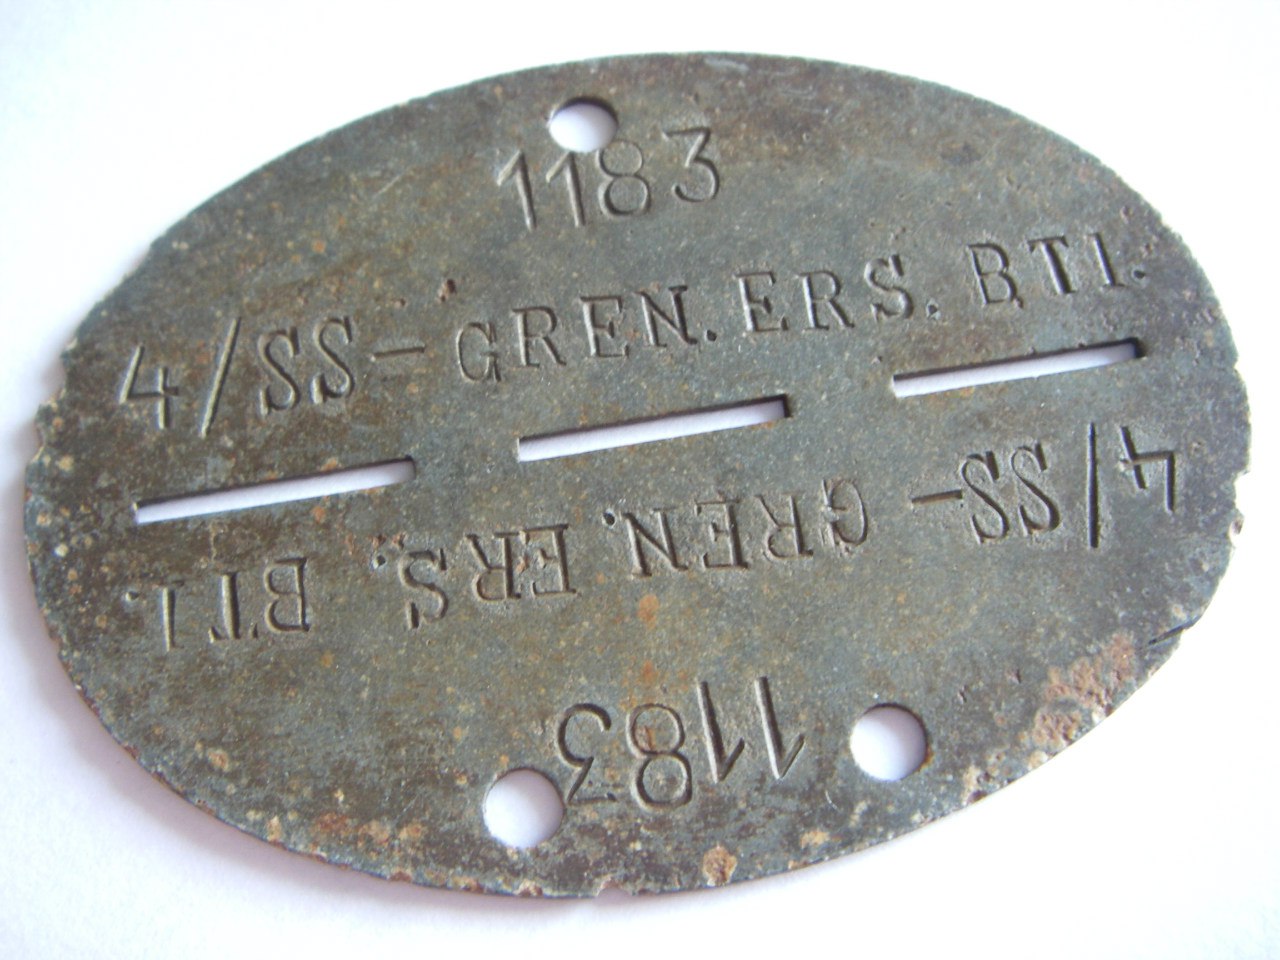 1183
4/SS-GREN.ERS. BTl.
4/SS-GREN. ERS. BTl.
1183